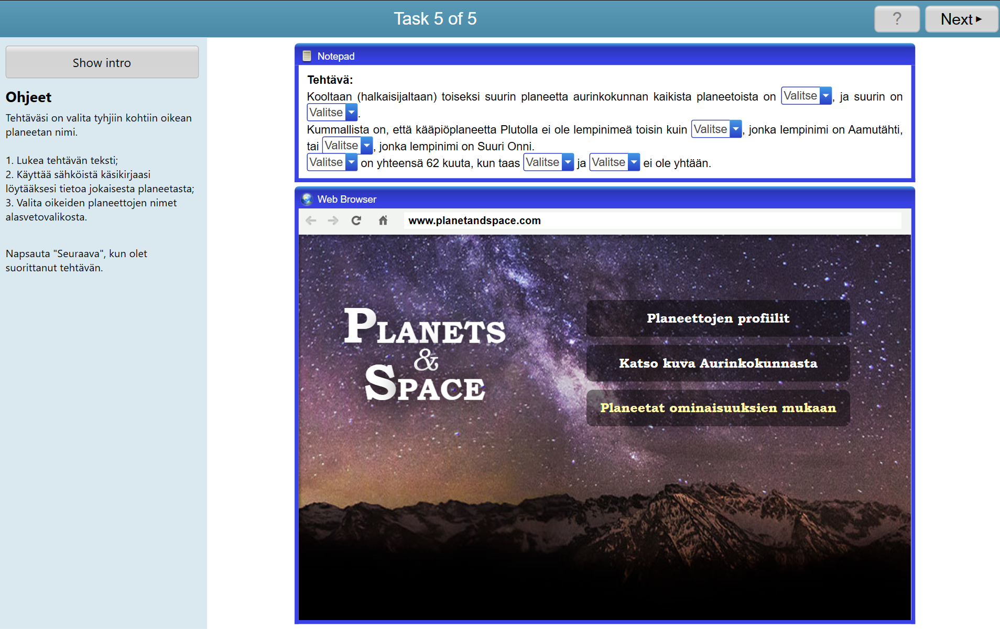 Task 5 of 5
?
Next
Show intro
Ohjeet
Tehtäväsi on valita tyhjiin kohtiin oikean
planeetan nimi.
1. Lukea tehtävän teksti;
2. Käyttää sähköistä käsikirjaasi
löytääksesi tietoa jokaisesta planeetasta;
3. Valita oikeiden planeettojen nimet
alasvetovalikosta.
Napsauta "Seuraava", kun olet
suorittanut tehtävän.
Notepad
Tehtävä:
Kooltaan (halkaisijaltaan) toiseksi suurin planeetta aurinkokunnan kaikista planeetoista on Valitse, ja suurin on
Valitse.
Kummallista on, että kääpiöplaneetta Plutolla ei ole lempinimeä toisin kuin Valitse, jonka lempinimi on Aamutähti,
tai Valitse, jonka lempinimi on Suuri Onni.
Valitse on yhteensä 62 kuuta, kun taas Valitse ja Valitse ei ole yhtään.
Web Browser
www.planetandspace.com
PLANETS
&
SPACE
Planeettojen profiilit
Katso kuva Aurinkokunnasta
Planeetat ominaisuuksien mukaan